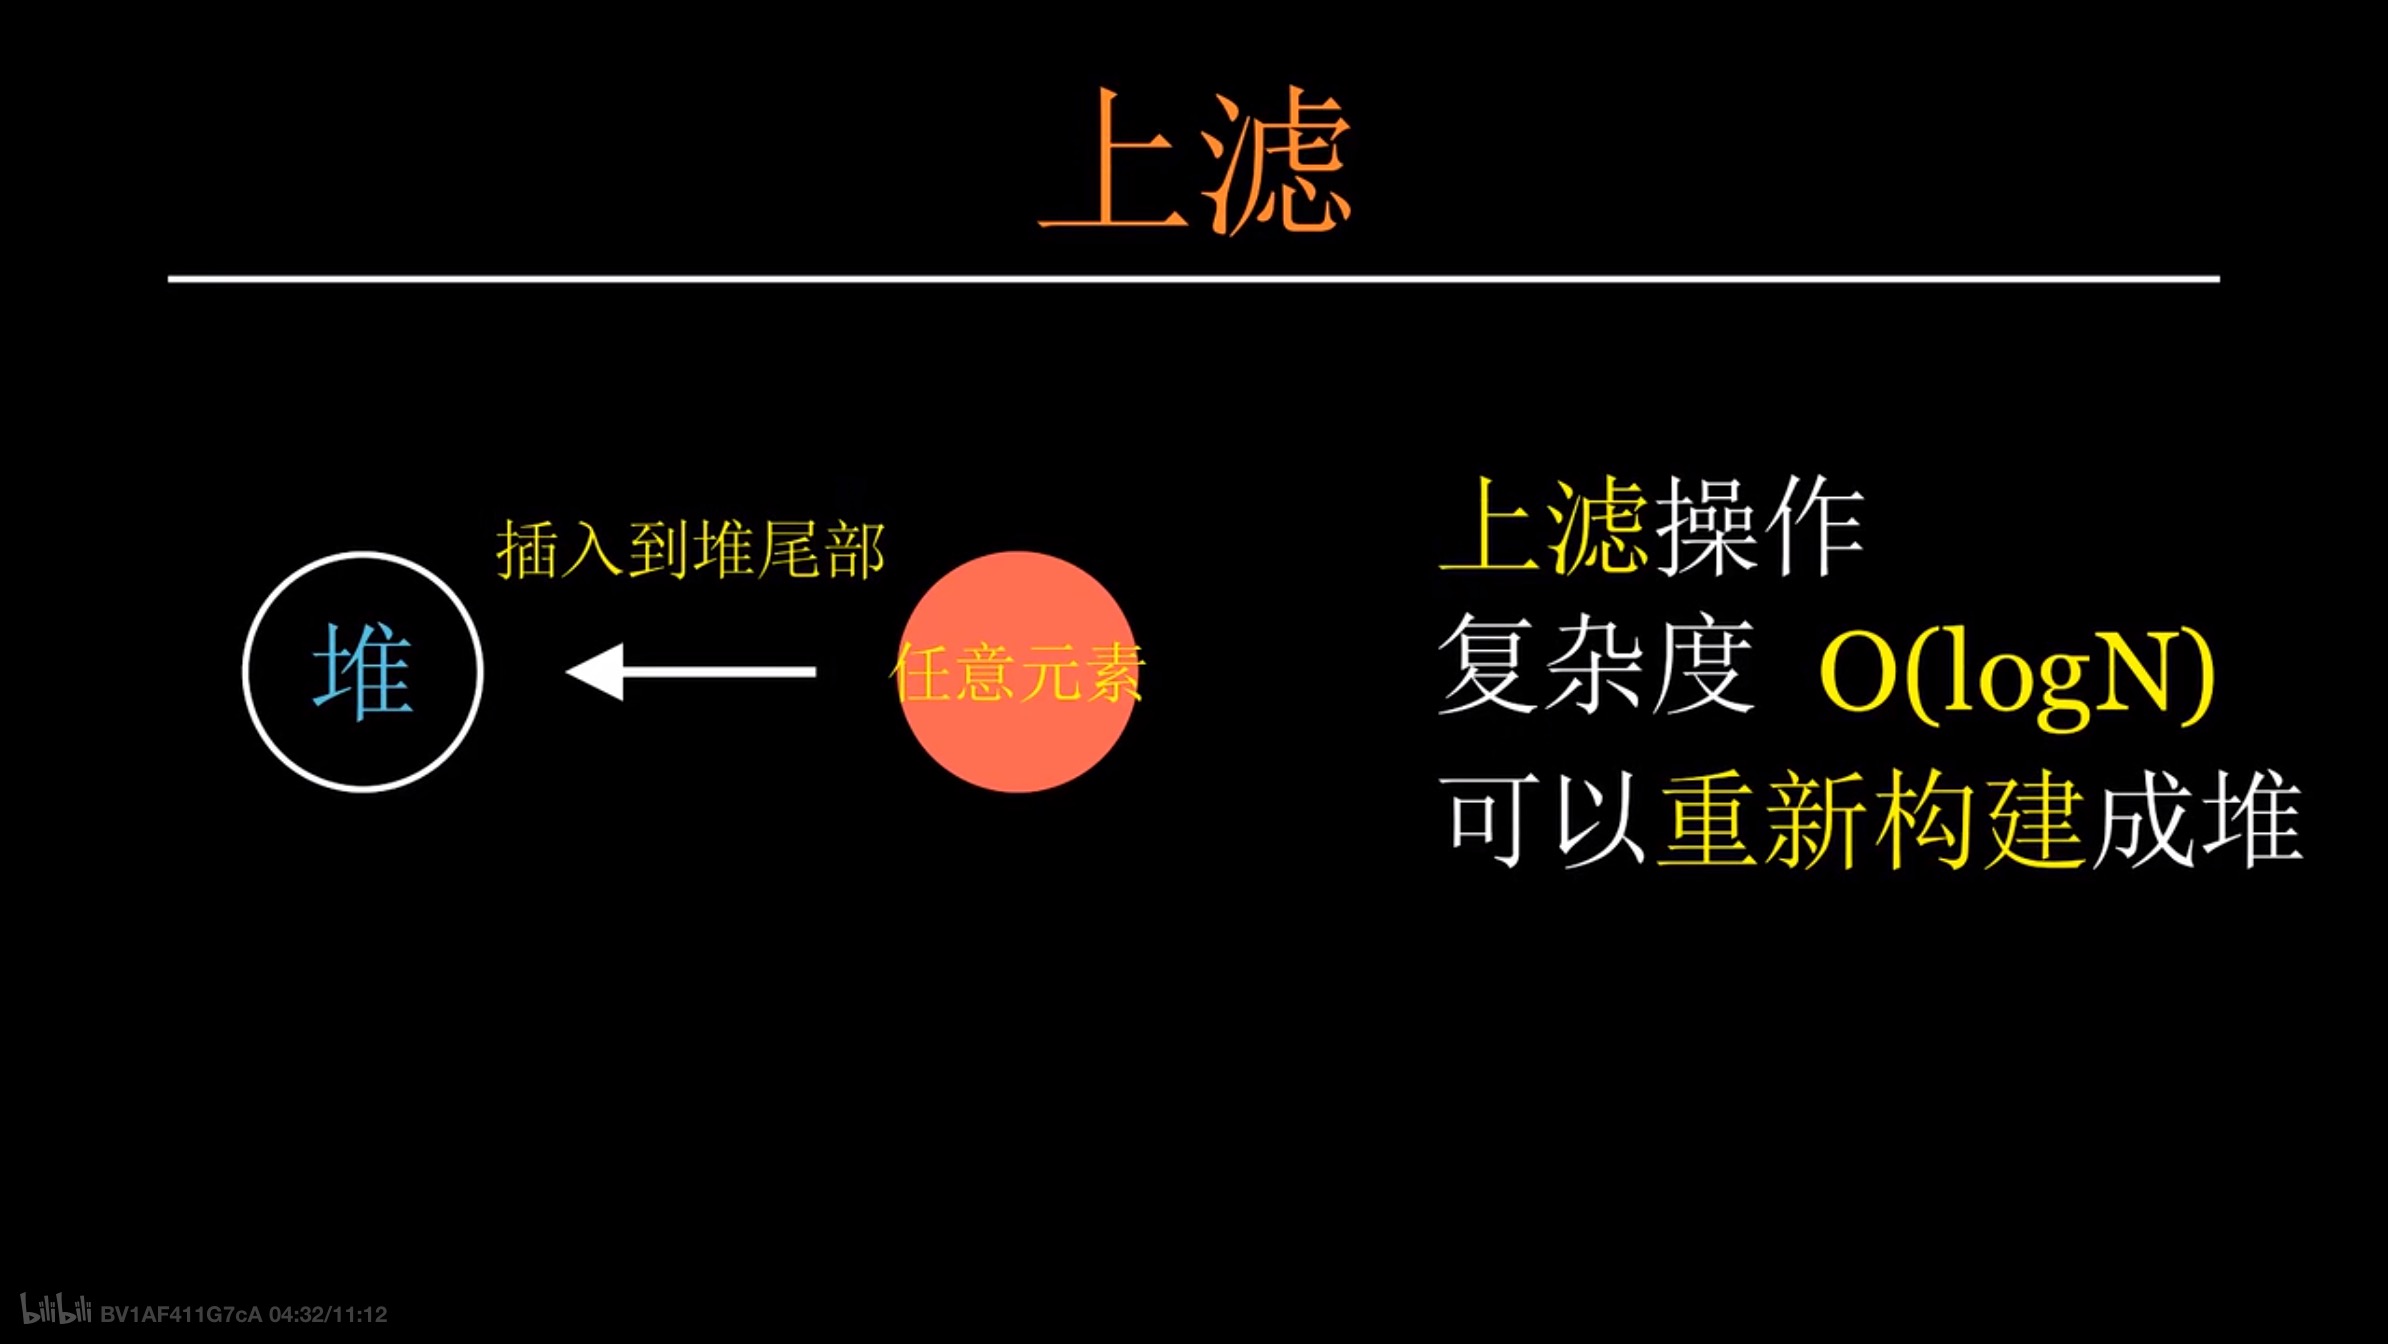 上滤
插入到堆尾部
堆
任意元素
上滤操作
复杂度 O(logN)
可以重新构建成堆
bilibili BV1AF411G7cA 04:32/11:12